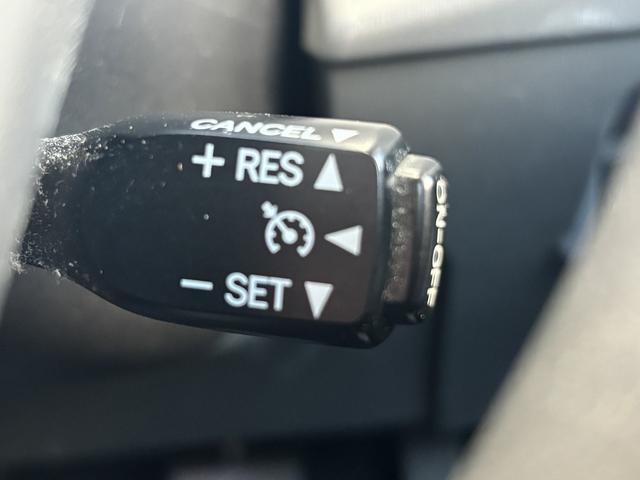 CANCEL
+ RES
- SET
ON-OFF